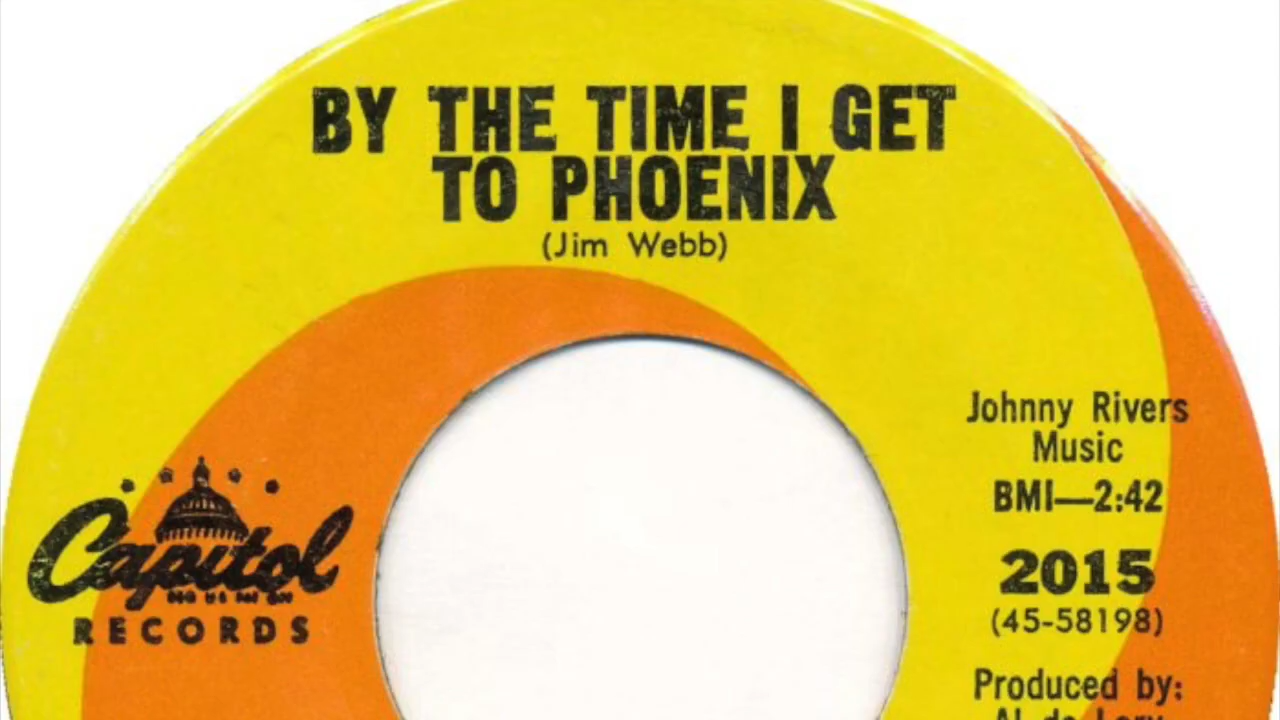 BY THE TIME I GET
TO PHOENIX
(Jim Webb)
Johnny Rivers
Music
BMI—2:42
2015
(45-58198)
Produced by:
Capitol
RECORDS